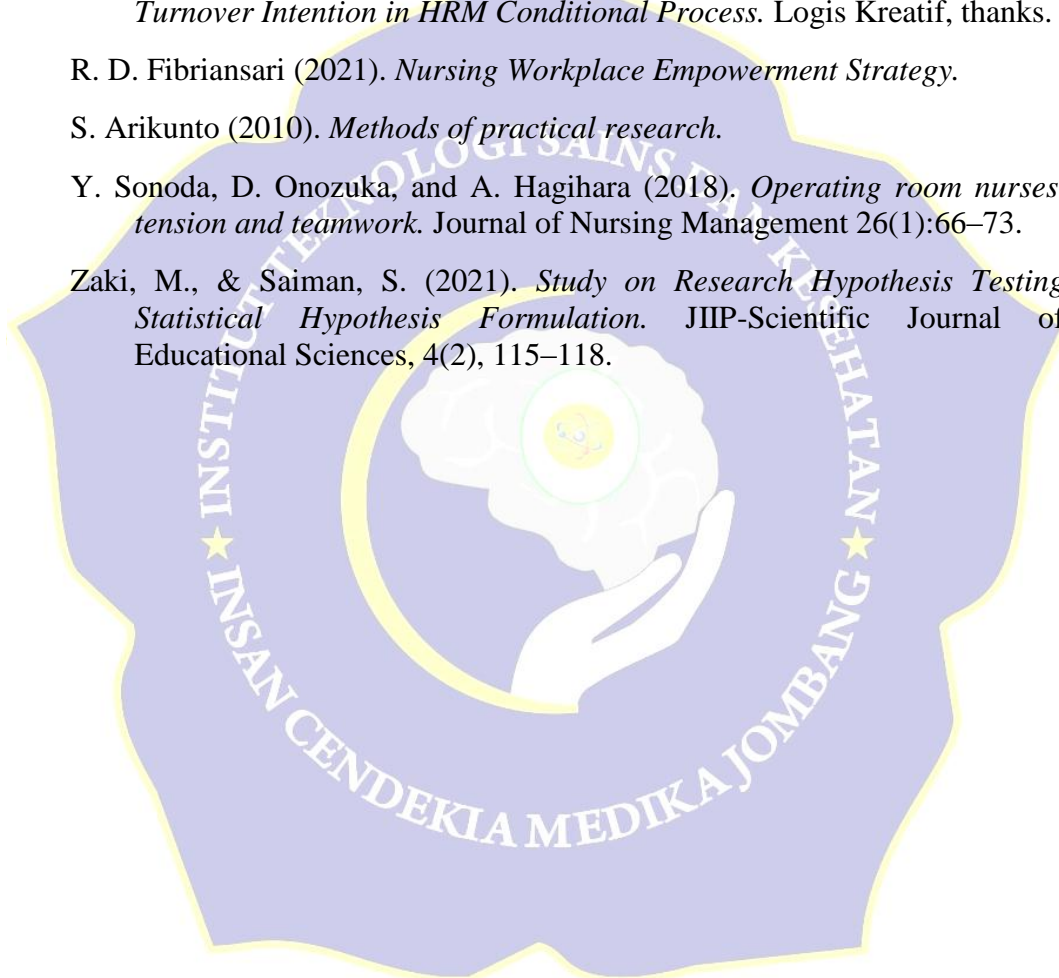 Turnover Intention in HRM Conditional Process. Logis Kreatif, thanks.
R. D. Fibriansari (2021). Nursing Workplace Empowerment Strategy.
S. Arikunto (2010). Methods of practical research.
Y. Sonoda, D. Onozuka, and A. Hagihara (2018). Operating room nurses
tension and teamwork. Journal of Nursing Management 26(1):66–73.
Zaki, M., & Saiman, S. (2021). Study on Research Hypothesis Testing
Statistical Hypothesis Formulation. JIIP-Scientific Journal of
Educational Sciences, 4(2), 115–118.
INSTITUT TEKNOLOGI SAINS DAN KESEHATAN
INSAN CENDEKIA MEDIKA JOMBANG